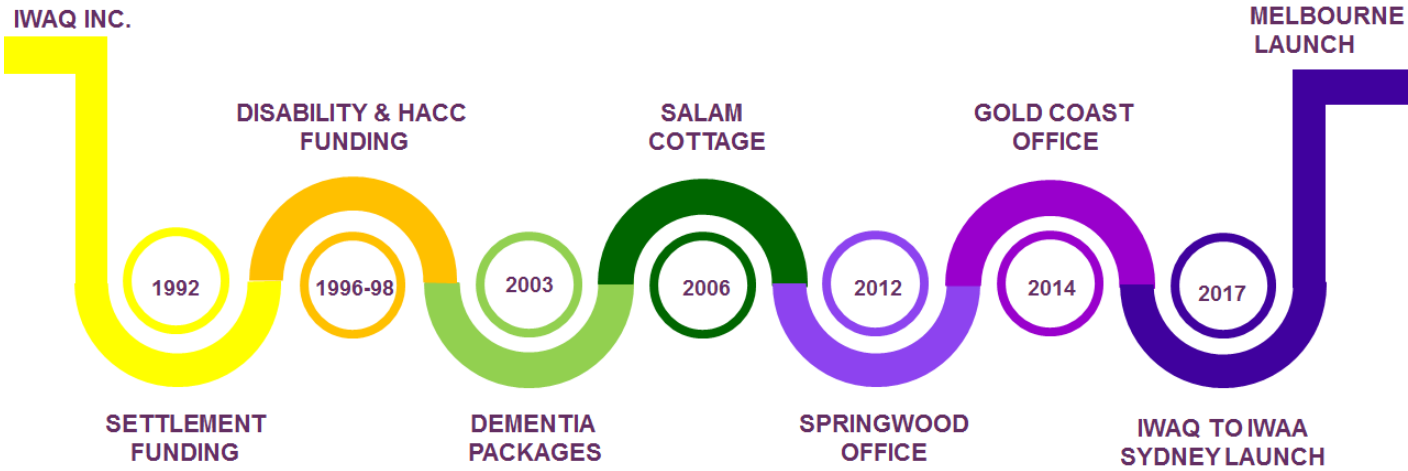 IWAQ INC.
MELBOURNE
LAUNCH
DISABILITY & HACC
FUNDING
SALAM
COTTAGE
GOLD COAST
OFFICE
1992
1996-98
2003
2006
2012
2014
2017
SETTLEMENT
FUNDING
DEMENTIA
PACKAGES
SPRINGWOOD
OFFICE
IWAQ TO IWAA
SYDNEY LAUNCH